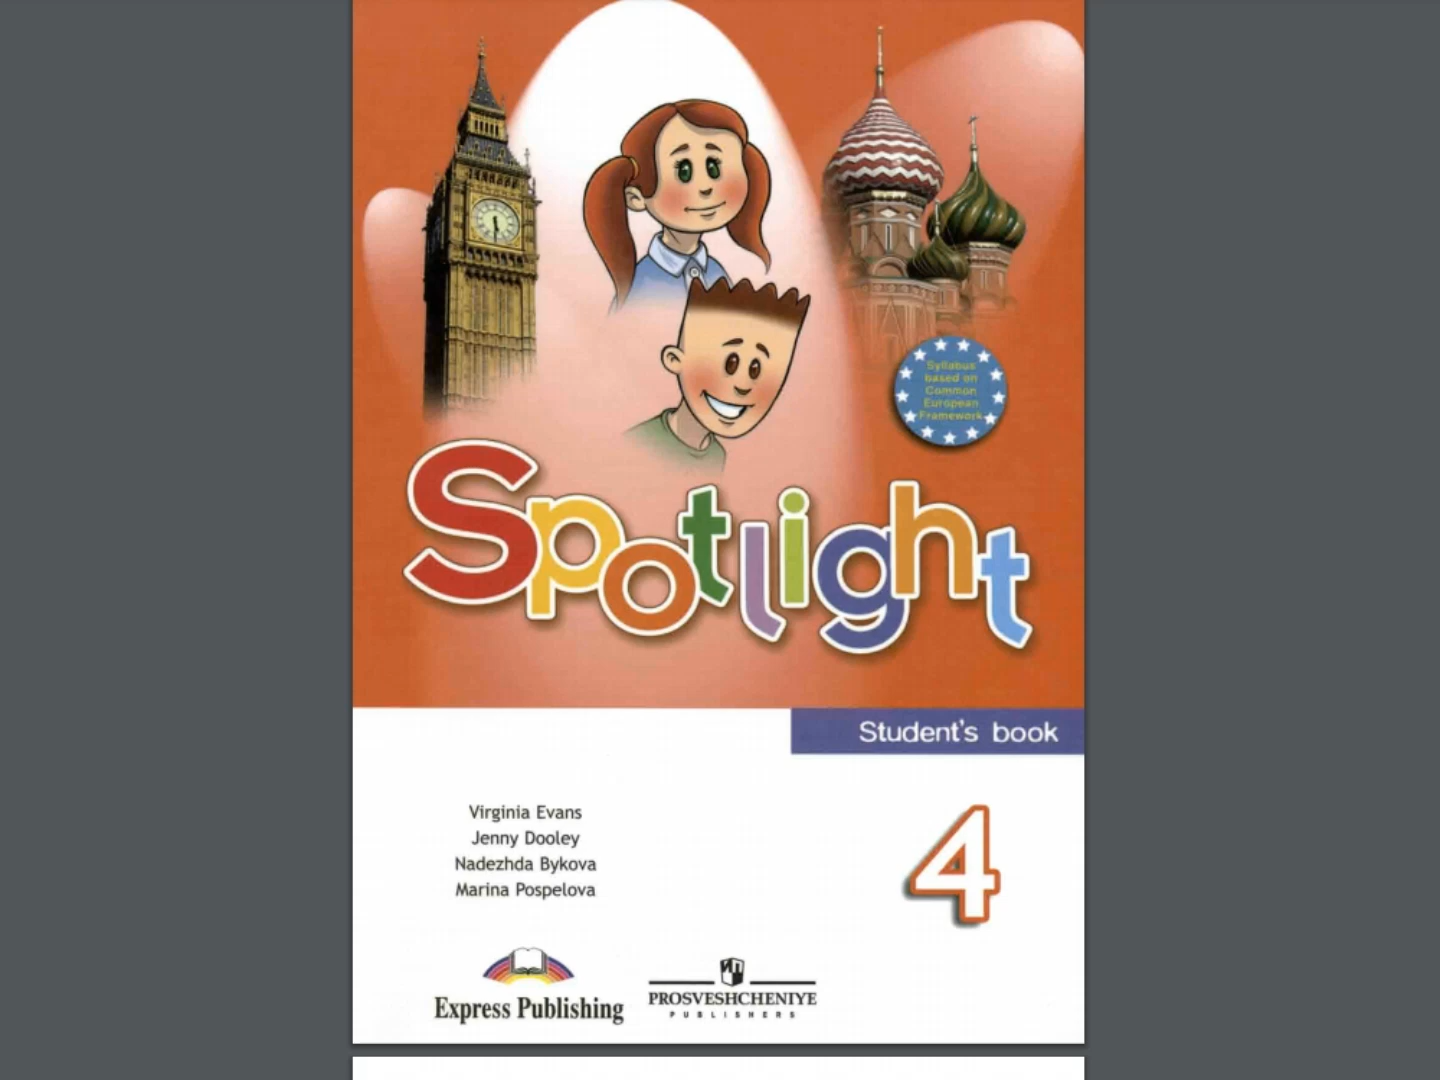 Syllabus
based on
Common
European
Framework
Spotlight
Student's book
Virginia Evans
Jenny Dooley
Nadezhda Bykova
Marina Pospelova
4
Express Publishing
ИП
PROSVESHCHENIYE
PUBLISHERS